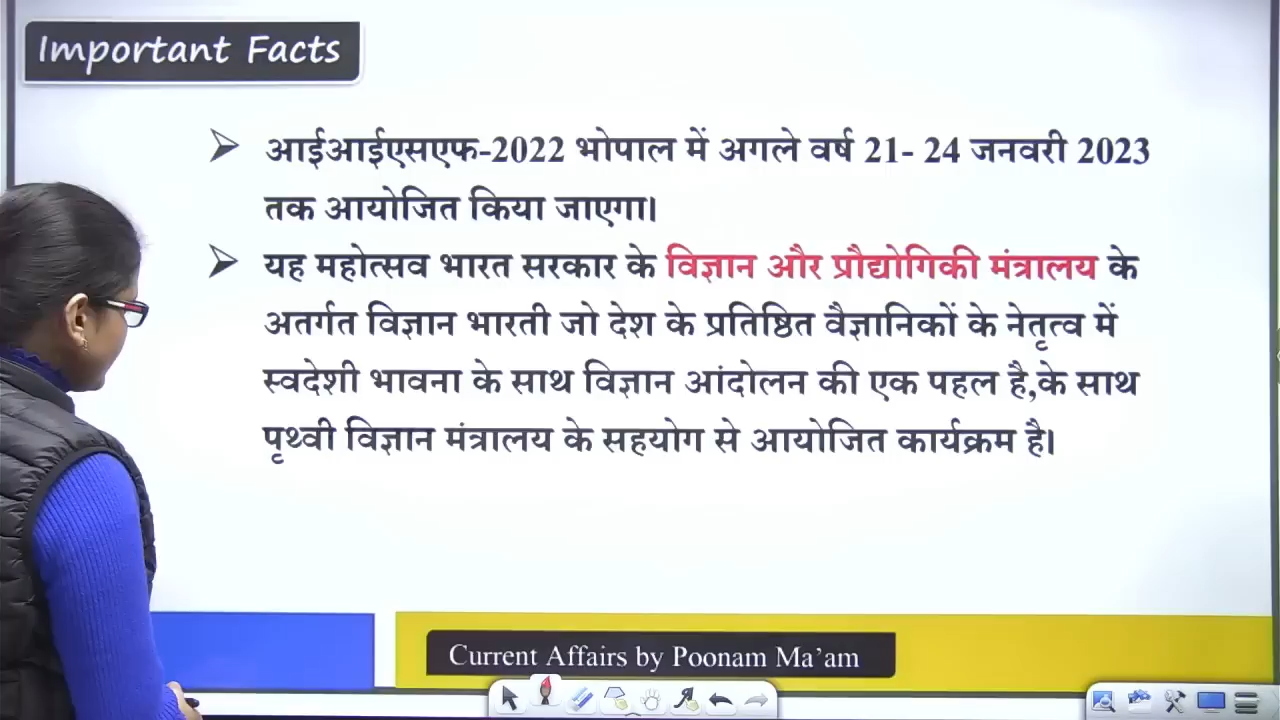 Important Facts
आईआईएसएफ-2022 भोपाल में अगले वर्ष 21- 24 जनवरी 2023
तक आयोजित किया जाएगा।
यह महोत्सव भारत सरकार के विज्ञान और प्रौद्योगिकी मंत्रालय के
अतर्गत विज्ञान भारती जो देश के प्रतिष्ठित वैज्ञानिकों के नेतृत्व में
स्वदेशी भावना के साथ विज्ञान आंदोलन की एक पहल है,के साथ
पृथ्वी विज्ञान मंत्रालय के सहयोग से आयोजित कार्यक्रम है।
Current Affairs by Poonam Ma’am